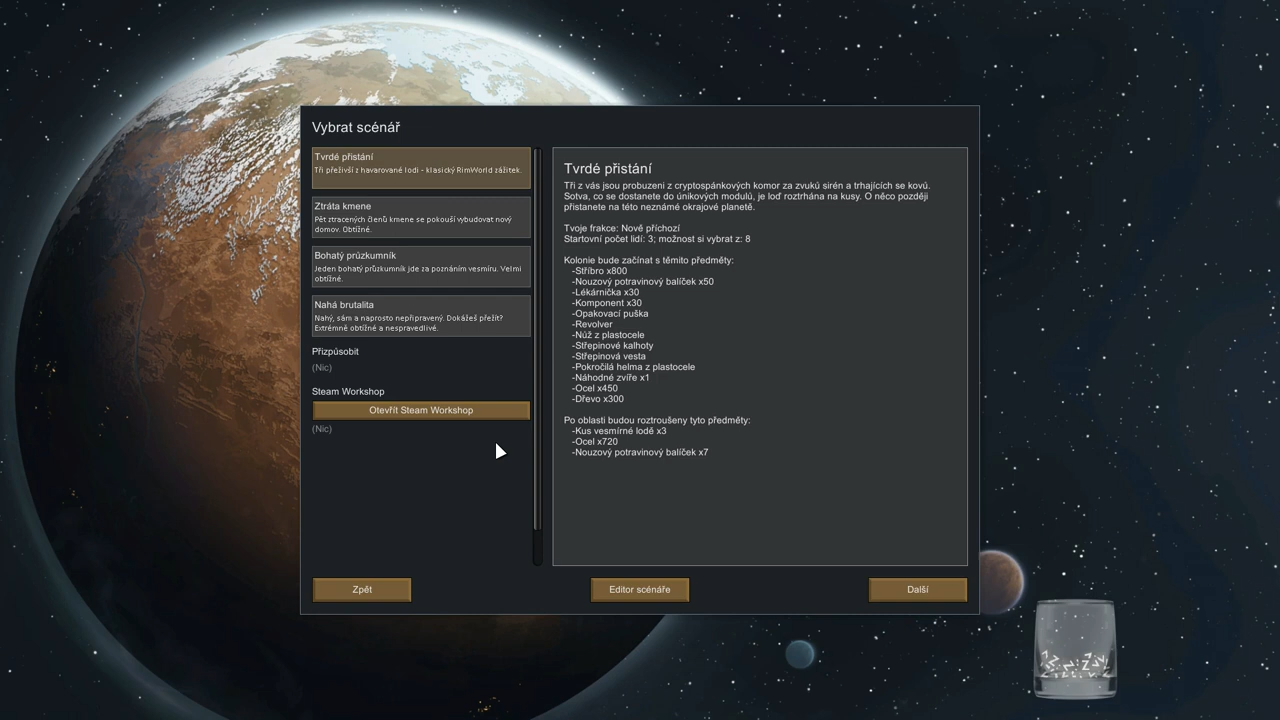 Vybrat scénář
Tvrdé přistání
Tři přeživší z havarované lodi - klasický RimWorld zážitek.
Ztráta kmene
Pět ztracených členů kmene se pokouší vybudovat nový
domov. Obtížné.
Bohatý průzkumník
Jeden bohatý průzkumník jde za poznáním vesmíru. Velmi
obtížné.
Nahá brutalita
Nahý, sám a naprosto nepřipravený. Dokážeš přežít?
Extrémně obtížné a nespravedlivé.
Přizpůsobit
(Nic)
Steam Workshop
Otevřít Steam Workshop
(Nic)
Tvrdé přistání
Tři z vás jsou probuzeni z cryptospánkových komor za zvuků sirén a trhajících se kovů.
Sotva, co se dostanete do únikových modulů, je loď roztrhána na kusy. O něco později
přistanete na této neznámé okrajové planetě.
Tvoje frakce: Nově příchozí
Startovní počet lidí: 3; možnost si vybrat z: 8
Kolonie bude začínat s těmito předměty:
-Stříbro x800
-Nouzový potravinový balíček x50
-Lékárnička x30
-Komponent x30
-Opakovací puška
-Revolver
-Nůž z plastocele
-Střepinové kalhoty
-Střepinová vesta
-Pokročilá helma z plastocele
-Náhodné zvíře x1
-Ocel x450
-Dřevo x300
Po oblasti budou roztroušeny tyto předměty:
-Kus vesmírné lodě x3
-Ocel x720
-Nouzový potravinový balíček x7
Zpět
Editor scénáře
Další